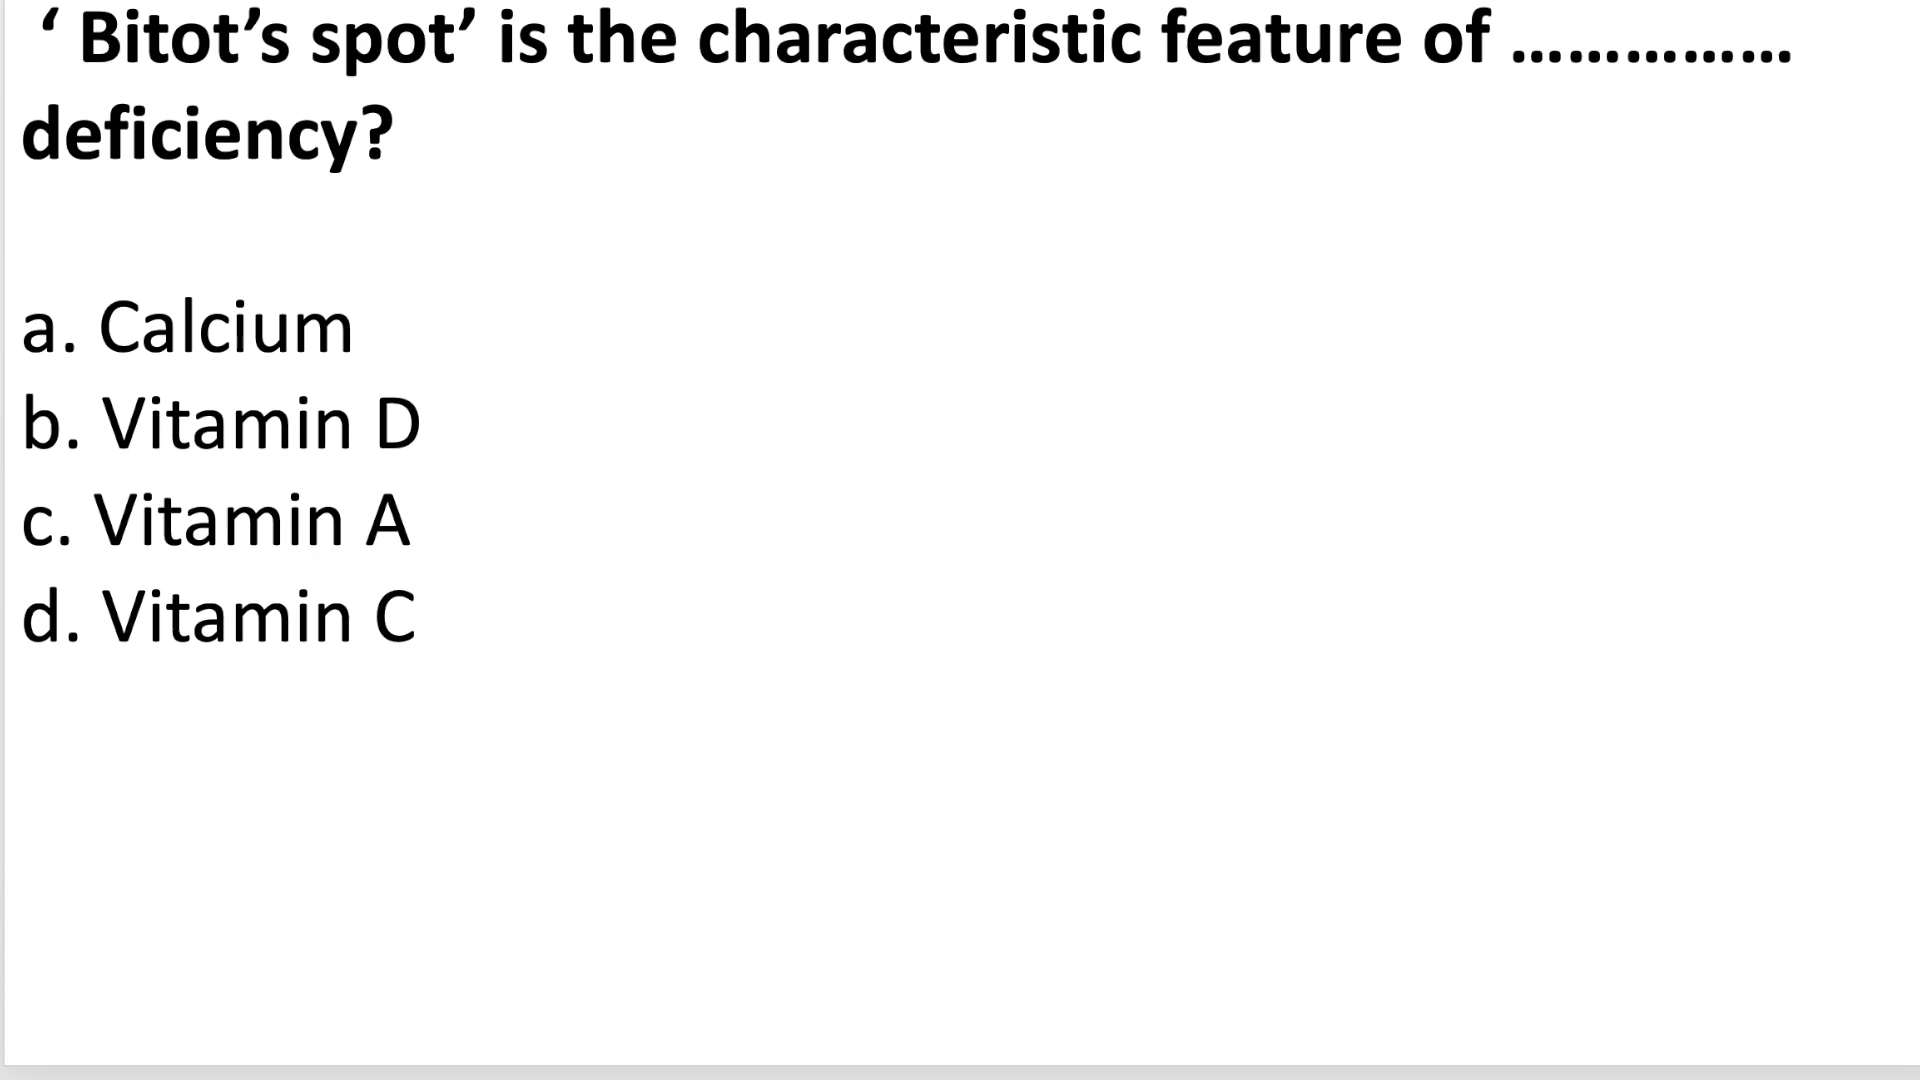 ‘ Bitot’s spot’ is the characteristic feature of ……………
deficiency?
a. Calcium
b. Vitamin D
c. Vitamin A
d. Vitamin C